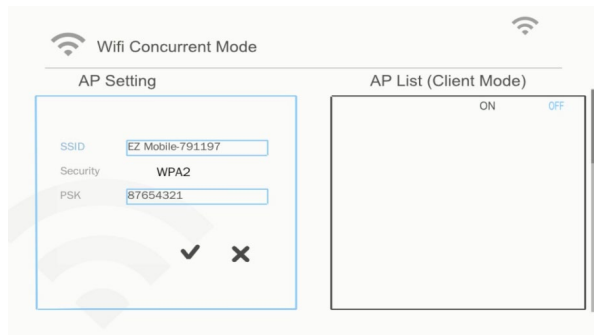 Wifi Concurrent Mode
AP Setting
SSID EZ Mobile-791197
Security WPA2
PSK 87654321
AP List (Client Mode)
ON OFF